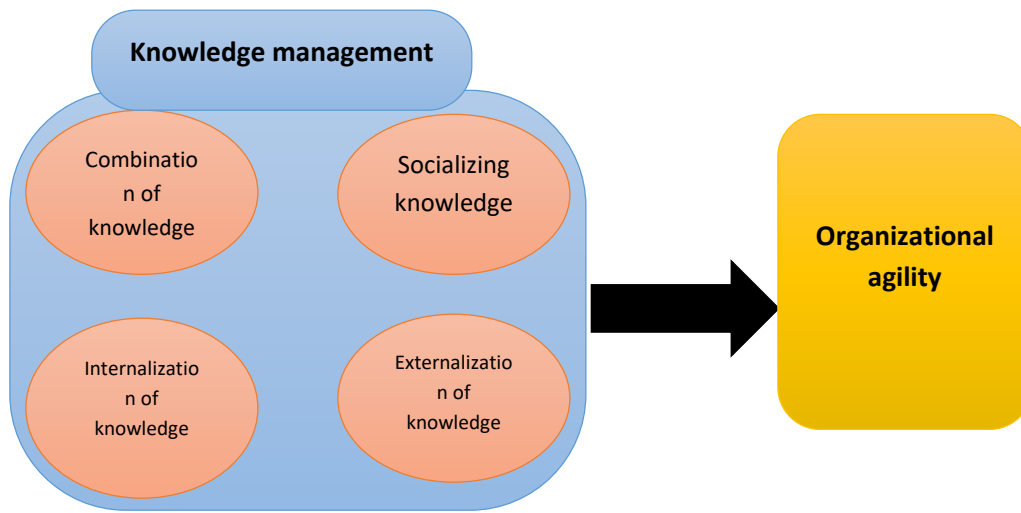 Knowledge management
Combinatio
n of
knowledge
Socializing
knowledge
Organizational
agility
Internalizatio
n of
knowledge
Externalizatio
n of
knowledge